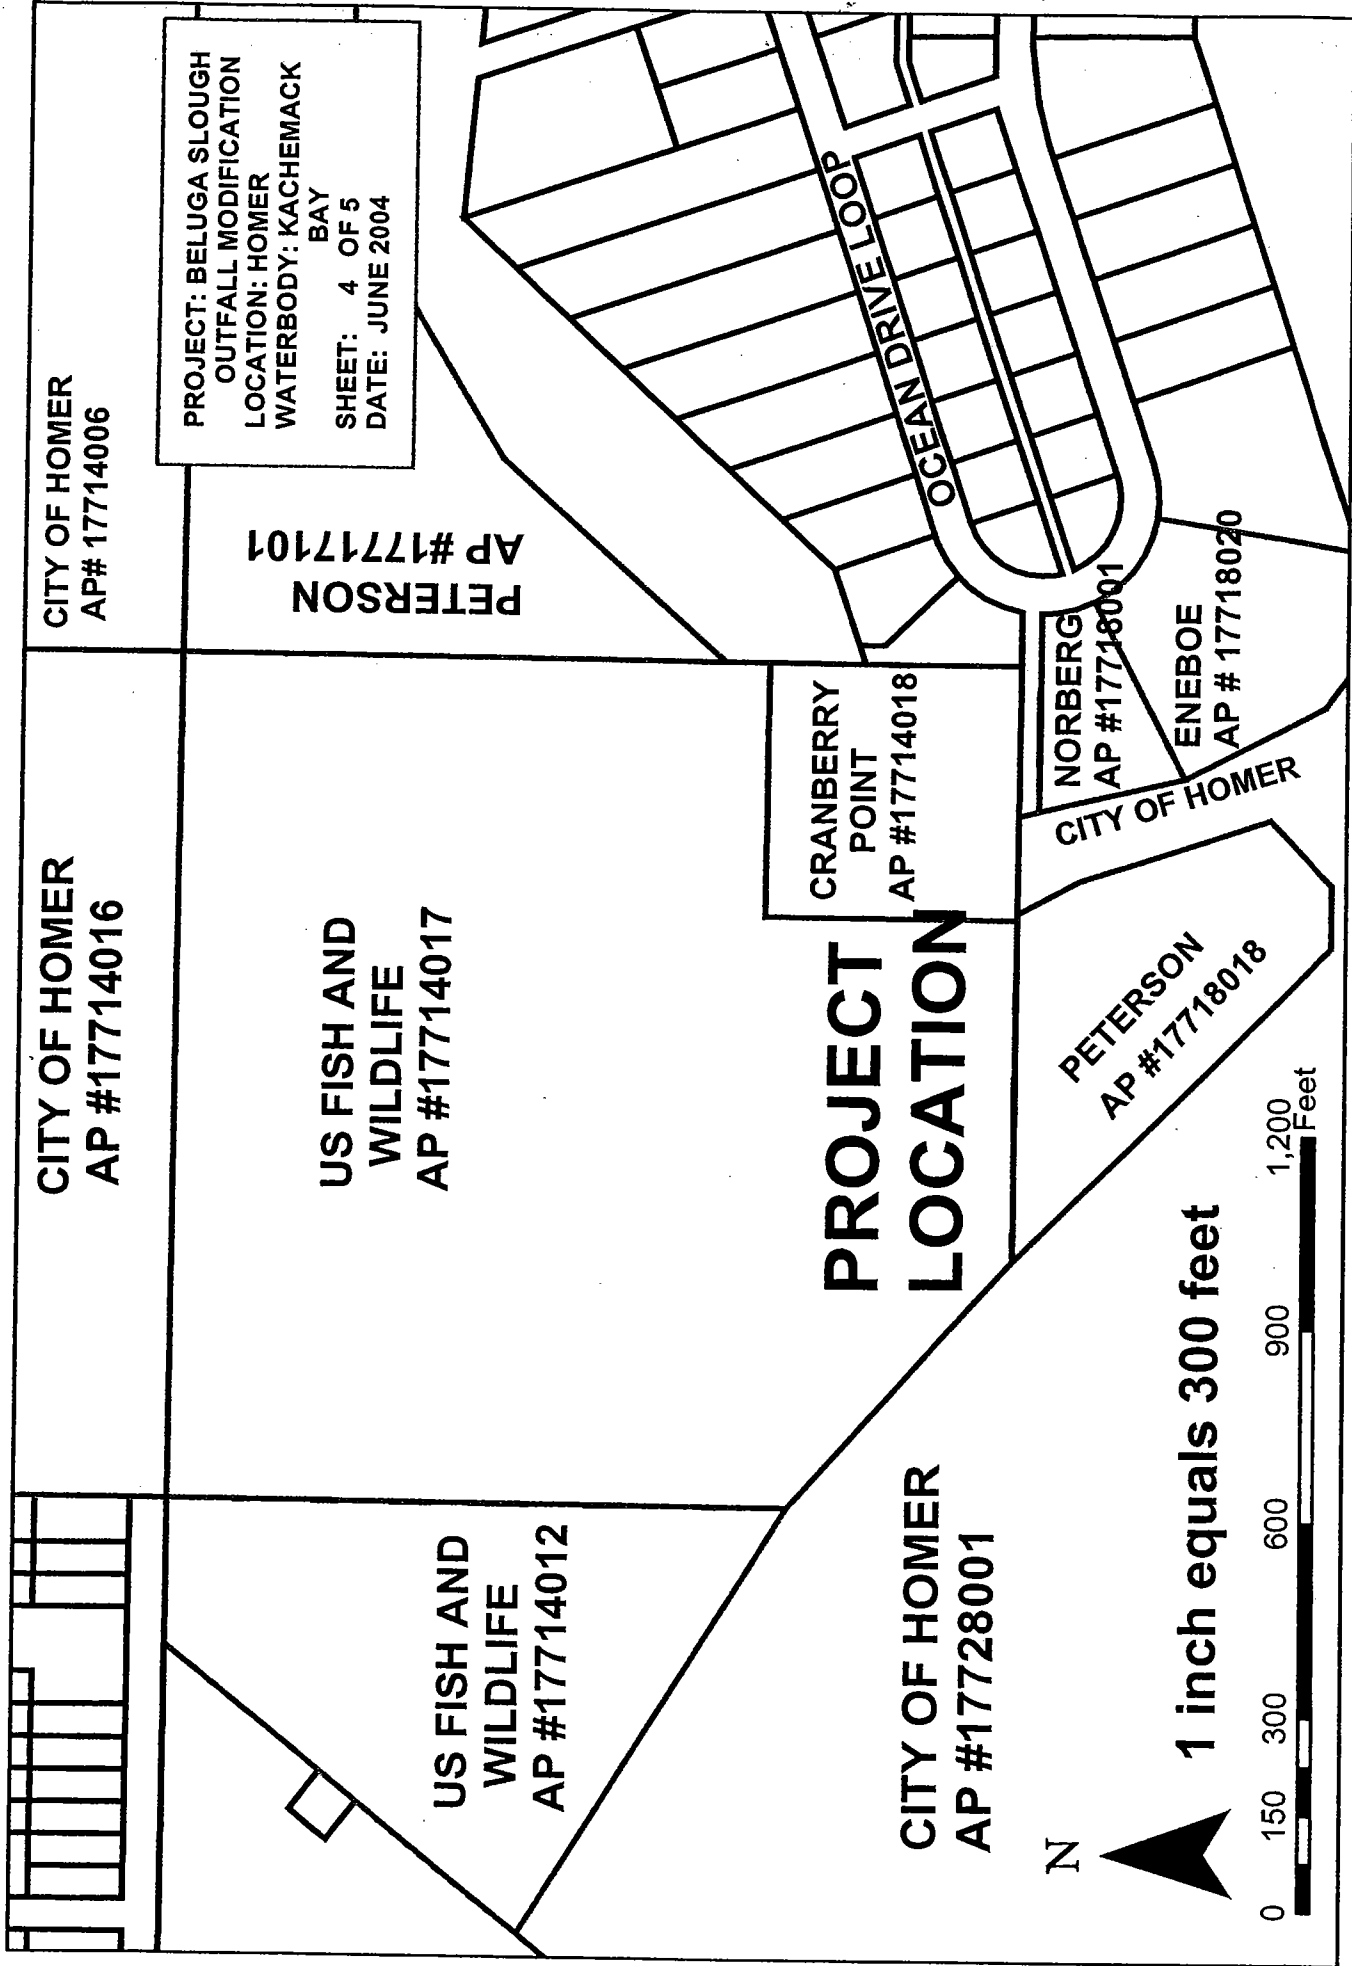 CITY OF HOMER
AP #17714016
CITY OF HOMER
AP# 17714006
PROJECT: BELUGA SLOUGH
OUTFALL MODIFICATION
LOCATION: HOMER
WATERBODY: KACHEMACK
BAY
SHEET: 4 OF 5
DATE: JUNE 2004
US FISH AND
WILDLIFE
AP #17714012
US FISH AND
WILDLIFE
AP #17714017
PETERSON
AP #17717101
OCEAN DRIVE LOOP
CRANBERRY
POINT
AP #17714018
PROJECT
LOCATION
CITY OF HOMER
AP #17728001
PETERSON
AP #17718018
CITY OF HOMER
NORBERG
AP #17718001
ENEBOE
AP # 17718020
N
1 inch equals 300 feet
0 150 300 600 900 1,200
Feet